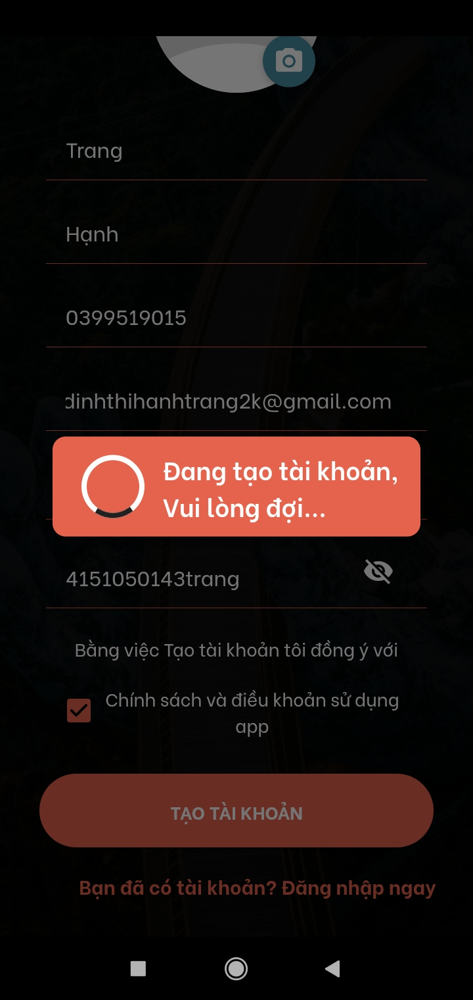 Trang
Hạnh
0399519015
dinhthihanhtrang2k@gmail.com
Đang tạo tài khoản,
Vui lòng đợi...
4151050143trang
Bằng việc Tạo tài khoản tôi đồng ý với
Chính sách và điều khoản sử dụng
app
TẠO TÀI KHOẢN
Bạn đã có tài khoản? Đăng nhập ngay